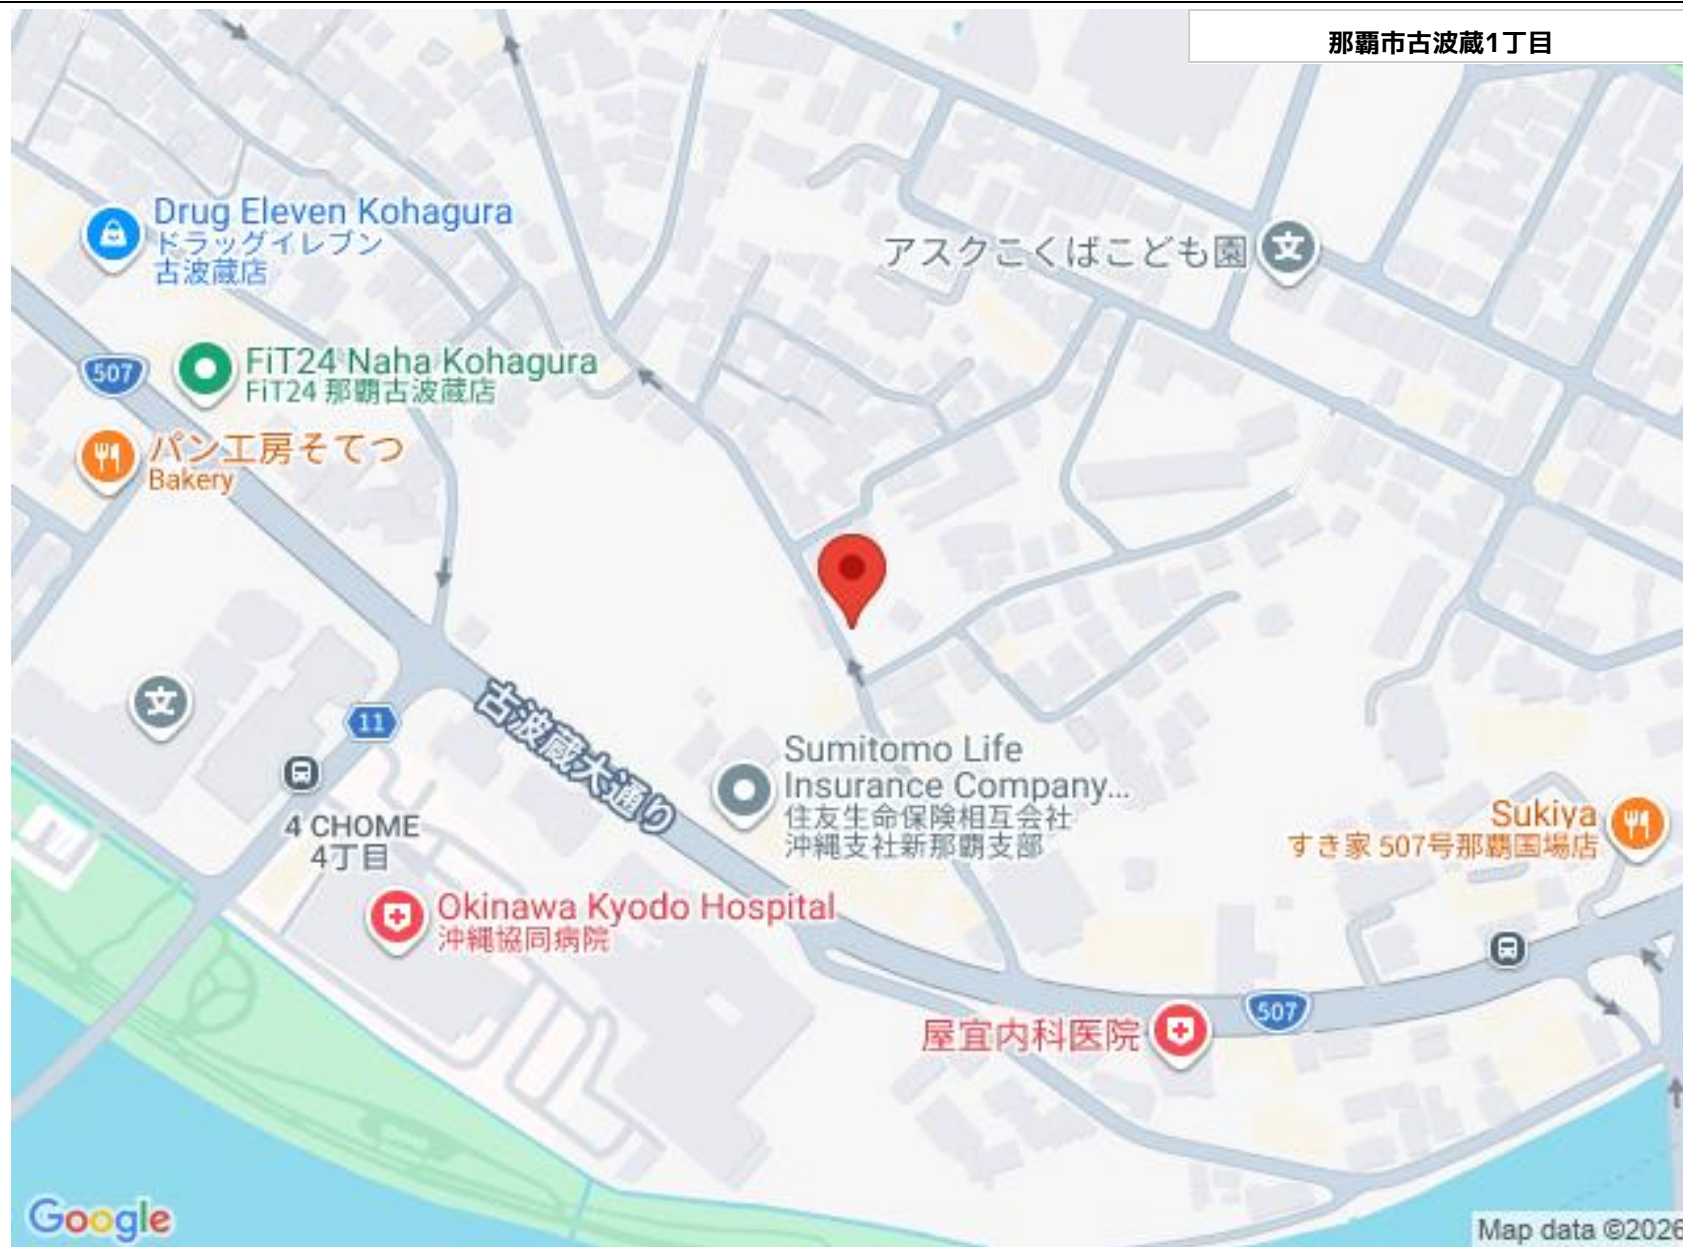 那覇市古波蔵1丁目
Drug Eleven Kohagura
ドラッグイレブン
古波蔵店
アスクこくばこども園
文
507
FiT24 Naha Kohagura
FiT24 那覇古波蔵店
パン工房そてつ
Bakery
文
11
古波蔵大通り
Sumitomo Life
Insurance Company...
住友生命保険相互会社
沖縄支社新那覇支部
4 CHOME
4丁目
Sukiya
すき家 507号那覇国場店
Okinawa Kyodo Hospital
沖縄協同病院
屋宜内科医院
507
Google
Map data ©2026